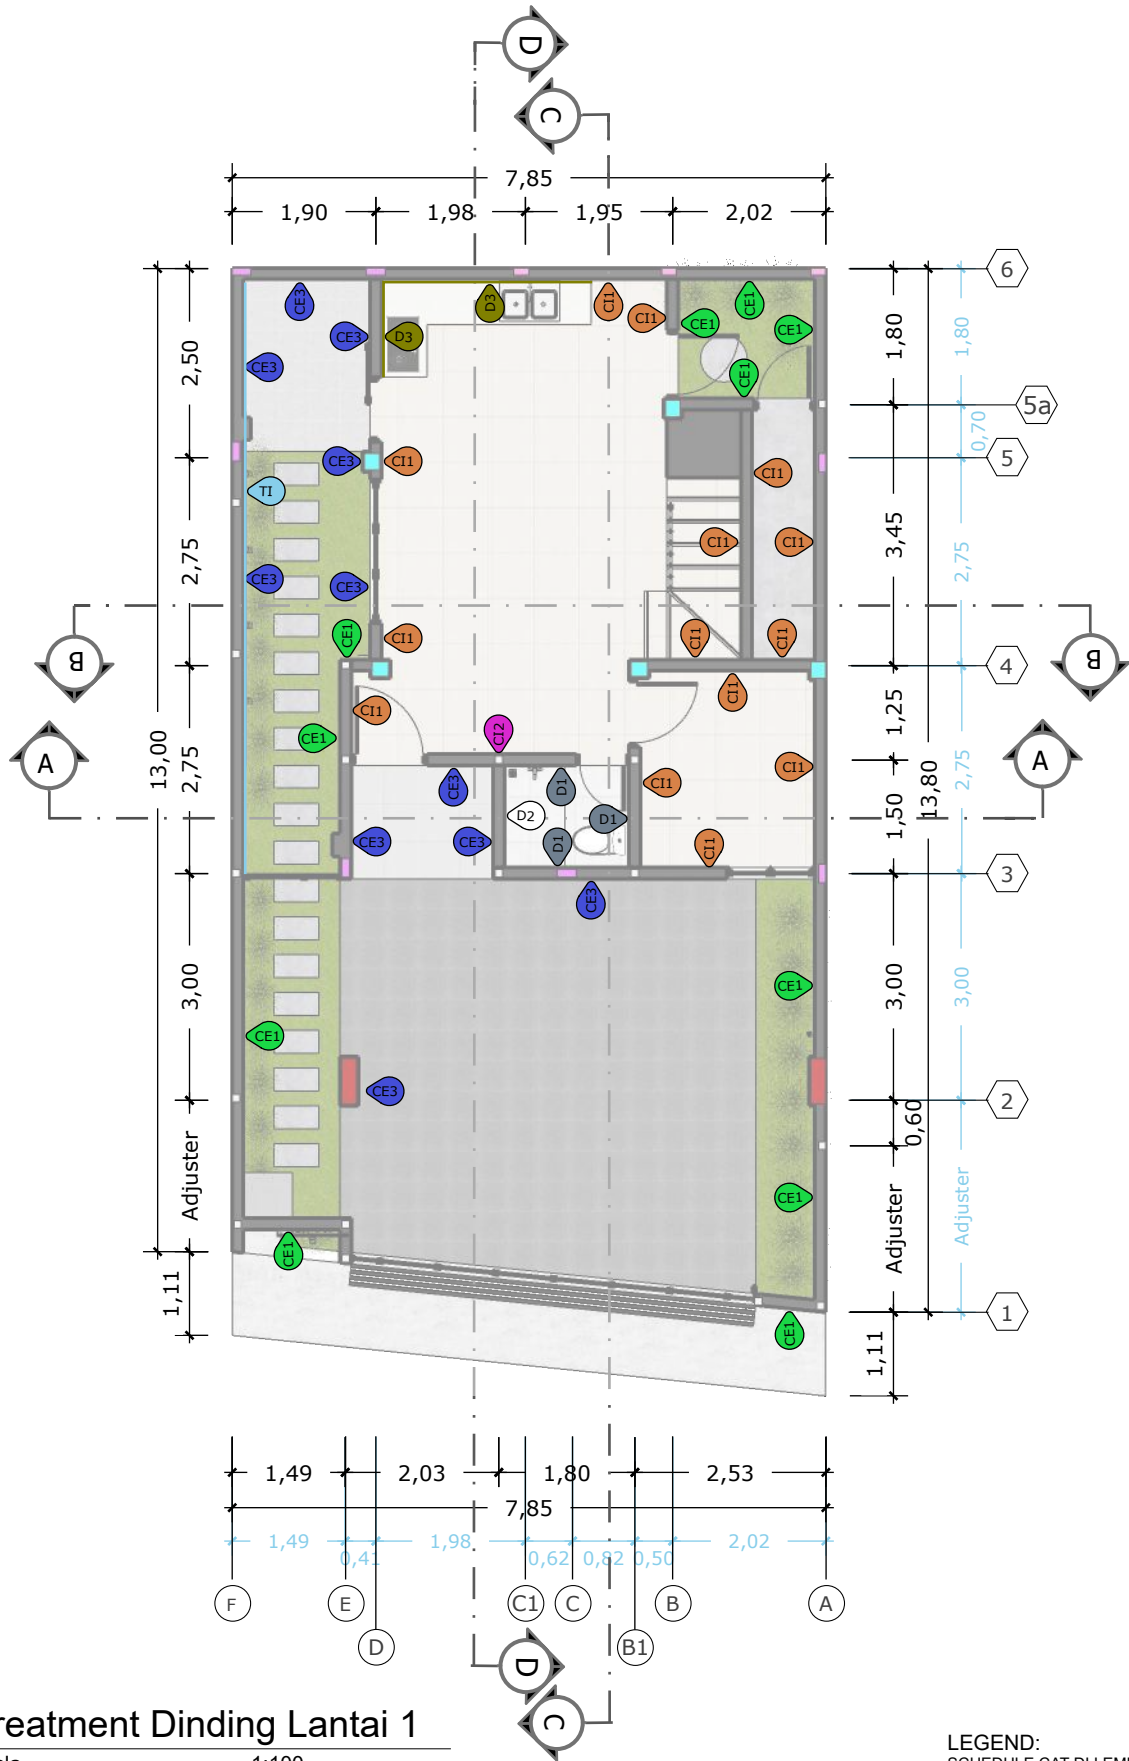 D
C
7,85
1,90 1,98 1,95 2,02
6
5a
5
4
3
2
1
2,50
2,75
2,75
3,00
Adjuster
1,11
13,00
1,80
3,45
1,25
1,50
3,00
0,60
Adjuster
1,11
13,80
1,80
0,70
2,75
2,75
3,00
Adjuster
CE3 D3 CI1 CE1
CE3 D3 CI1 CE1 CE1
CE3 CE1
CE3 CI1 CI1
TI
CI1 CI1
CE3 CE3
CE1 CI1 CI1 CI1
B B
CI1 CI1
CE1 CI2
A A
CE3 D1 CI1 CI1
D2 D1
CE3 CE3 D1 CI1
CE3
CE1
CE1
CE3
CE1
CE1
CE1
1,49 2,03 1,80 2,53
7,85
1,49 0,41 1,98 0,62 0,82 0,50 2,02
F E C1 C B A
D B1
D
C
reatment Dinding Lantai 1
1:100
LEGEND: